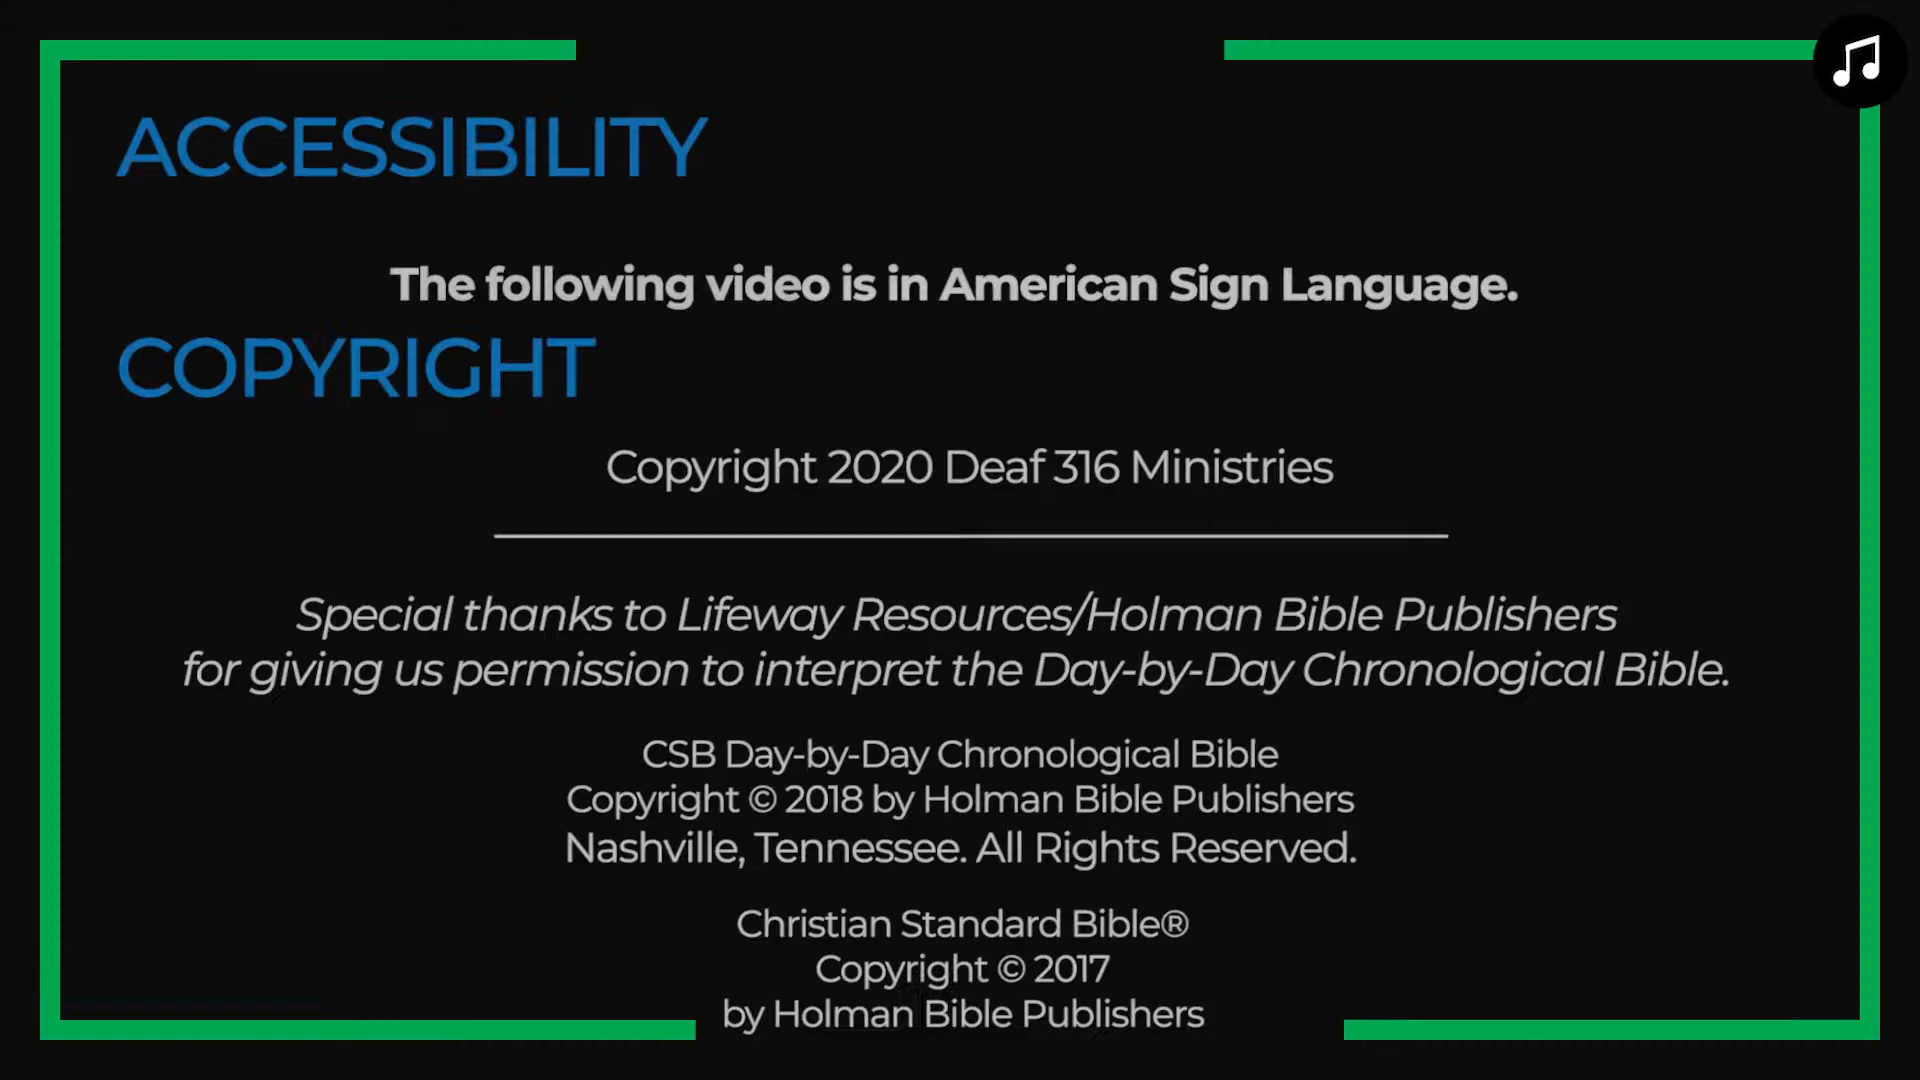 ACCESSIBILITY
The following video is in American Sign Language.
COPYRIGHT
Copyright 2020 Deaf 316 Ministries
Special thanks to Lifeway Resources/Holman Bible Publishers
for giving us permission to interpret the Day-by-Day Chronological Bible.
CSB Day-by-Day Chronological Bible
Copyright © 2018 by Holman Bible Publishers
Nashville, Tennessee. All Rights Reserved.
Christian Standard Bible®
Copyright © 2017
by Holman Bible Publishers